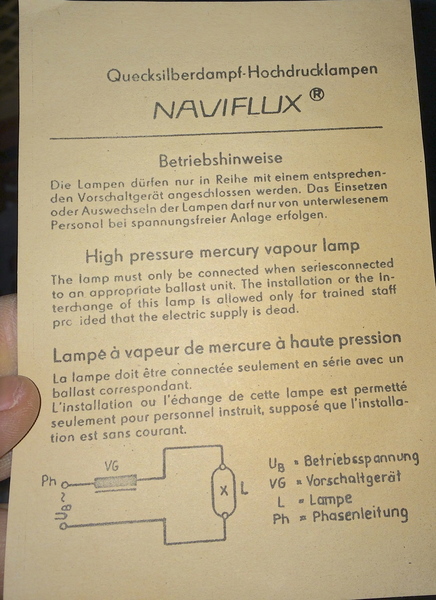 Quecksilberdampf-Hochdrucklampen
NAVIFLUX ®
Betriebshinweise
Die Lampen dürfen nur in Reihe mit einem entsprechen-
den Vorschaltgerät angeschlossen werden. Das Einsetzen
oder Auswechseln der Lampen darf nur von unterwiesenem
Personal bei spannungsfreier Anlage erfolgen.
High pressure mercury vapour lamp
The lamp must only be connected when seriesconnected
to an appropriate ballast unit. The installation or the In-
terchange of this lamp is allowed only for trained staff
prc ided that the electric supply is dead.
Lampe à vapeur de mercure à haute pression
La lampe doit être connectée seulement en série avec un
ballast correspondant.
L'installation ou l'échange de cette lampe est permetté
seulement pour personnel instruit, supposé que l'installa-
tion est sans courant.
Ph VG
UB ~
X L
UB = Betriebsspannung
VG = Vorschaltgerät
L = Lampe
Ph = Phasenleitung